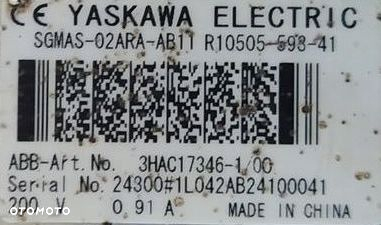 CE YASKAWA ELECTRIC
SGMAS-02ARA-AB11 R10505-593-41
ABB-Art. No. 3HAC17346-1/00
Serial No. 24300#1L042AB24100041
200 V 0.91 A MADE IN CHINA
OTOMOTO